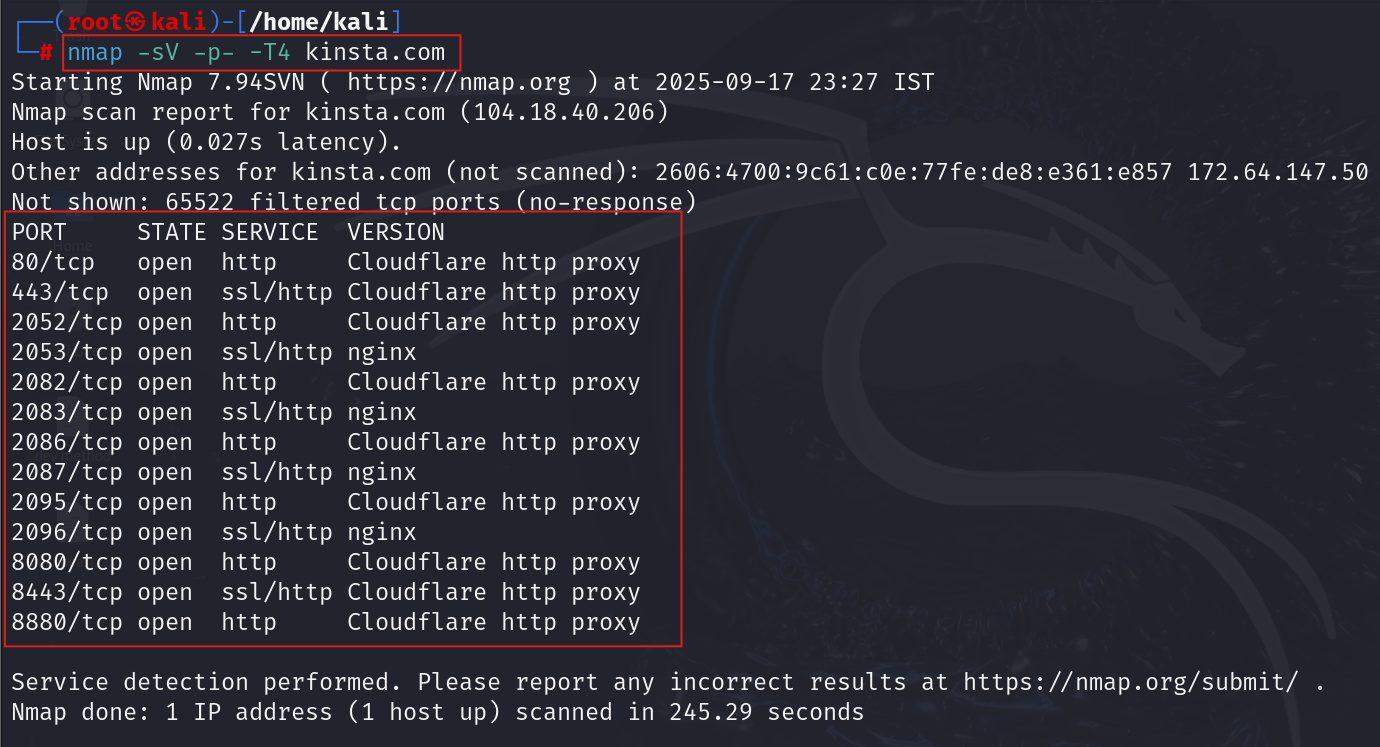 ┌──(root㉿kali)-[/home/kali]
└─# nmap -sV -p- -T4 kinsta.com
Starting Nmap 7.94SVN ( https://nmap.org ) at 2025-09-17 23:27 IST
Nmap scan report for kinsta.com (104.18.40.206)
Host is up (0.027s latency).
Other addresses for kinsta.com (not scanned): 2606:4700:9c61:c0e:77fe:de8:e361:e857 172.64.147.50
Not shown: 65522 filtered tcp ports (no-response)
PORT     STATE SERVICE  VERSION
80/tcp   open  http     Cloudflare http proxy
443/tcp  open  ssl/http Cloudflare http proxy
2052/tcp open  http     Cloudflare http proxy
2053/tcp open  ssl/http nginx
2082/tcp open  http     Cloudflare http proxy
2083/tcp open  ssl/http nginx
2086/tcp open  http     Cloudflare http proxy
2087/tcp open  ssl/http nginx
2095/tcp open  http     Cloudflare http proxy
2096/tcp open  ssl/http nginx
8080/tcp open  http     Cloudflare http proxy
8443/tcp open  ssl/http Cloudflare http proxy
8880/tcp open  http     Cloudflare http proxy
Service detection performed. Please report any incorrect results at https://nmap.org/submit/ .
Nmap done: 1 IP address (1 host up) scanned in 245.29 seconds